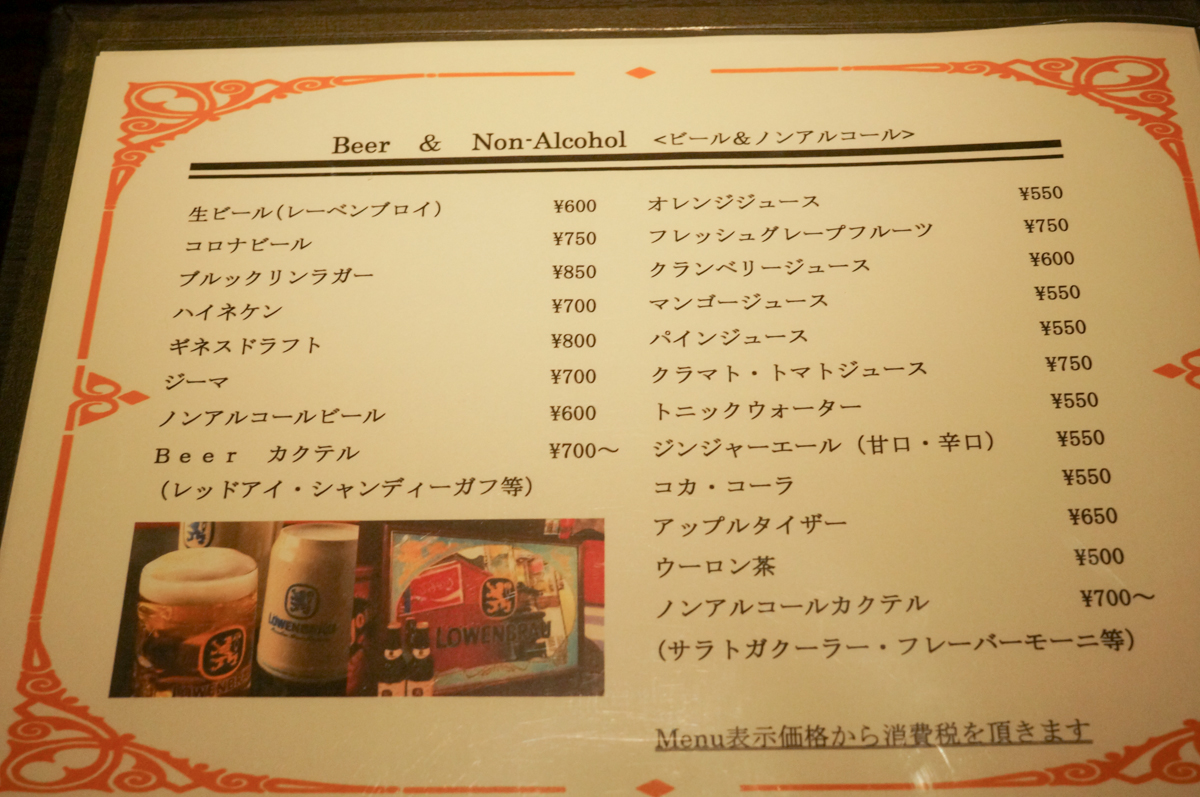 Beer & Non-Alcohol <ビール&ノンアルコール>
生ビール(レーベンブロイ) ¥600
コロナビール ¥750
ブルックリンラガー ¥850
ハイネケン ¥700
ギネスドラフト ¥800
ジーマ ¥700
ノンアルコールビール ¥600
Beer カクテル ¥700~
(レッドアイ・シャンディーガフ等)
LÖWENBRÄU
オレンジジュース ¥550
フレッシュグレープフルーツ ¥750
クランベリージュース ¥600
マンゴージュース ¥550
パインジュース ¥550
クラマト・トマトジュース ¥750
トニックウォーター ¥550
ジンジャーエール (甘口・辛口) ¥550
コカ・コーラ ¥550
アップルタイザー ¥650
ウーロン茶 ¥500
ノンアルコールカクテル ¥700~
(サラトガクーラー・フレーバーモーニ等)
Menu表示価格から消費税を頂きます